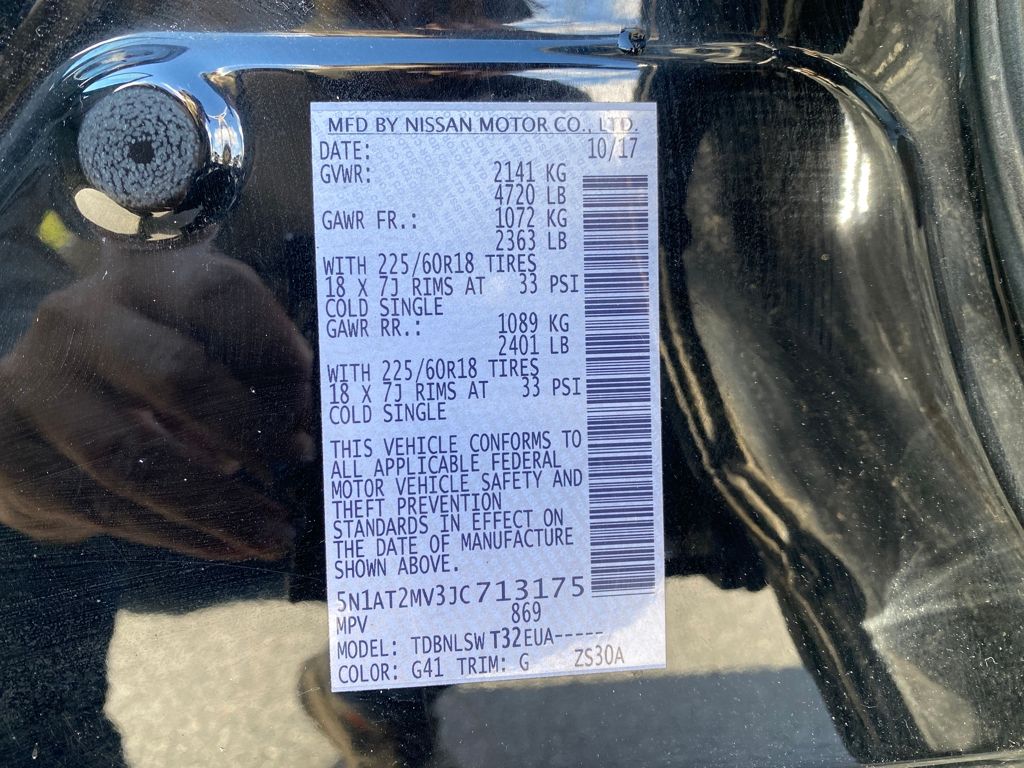 MFD BY NISSAN MOTOR CO., LTD.
DATE: 10/17
GVWR: 2141 KG
4720 LB
GAWR FR.: 1072 KG
2363 LB
WITH 225/60R18 TIRES
18 X 7J RIMS AT 33 PSI
COLD SINGLE
GAWR RR.: 1089 KG
2401 LB
WITH 225/60R18 TIRES
18 X 7J RIMS AT 33 PSI
COLD SINGLE
THIS VEHICLE CONFORMS TO
ALL APPLICABLE FEDERAL
MOTOR VEHICLE SAFETY AND
THEFT PREVENTION
STANDARDS IN EFFECT ON
THE DATE OF MANUFACTURE
SHOWN ABOVE.
5N1AT2MV3JC713175
MPV 869
MODEL: TDBNLSWT32EUA-----
COLOR: G41 TRIM: G ZS30A